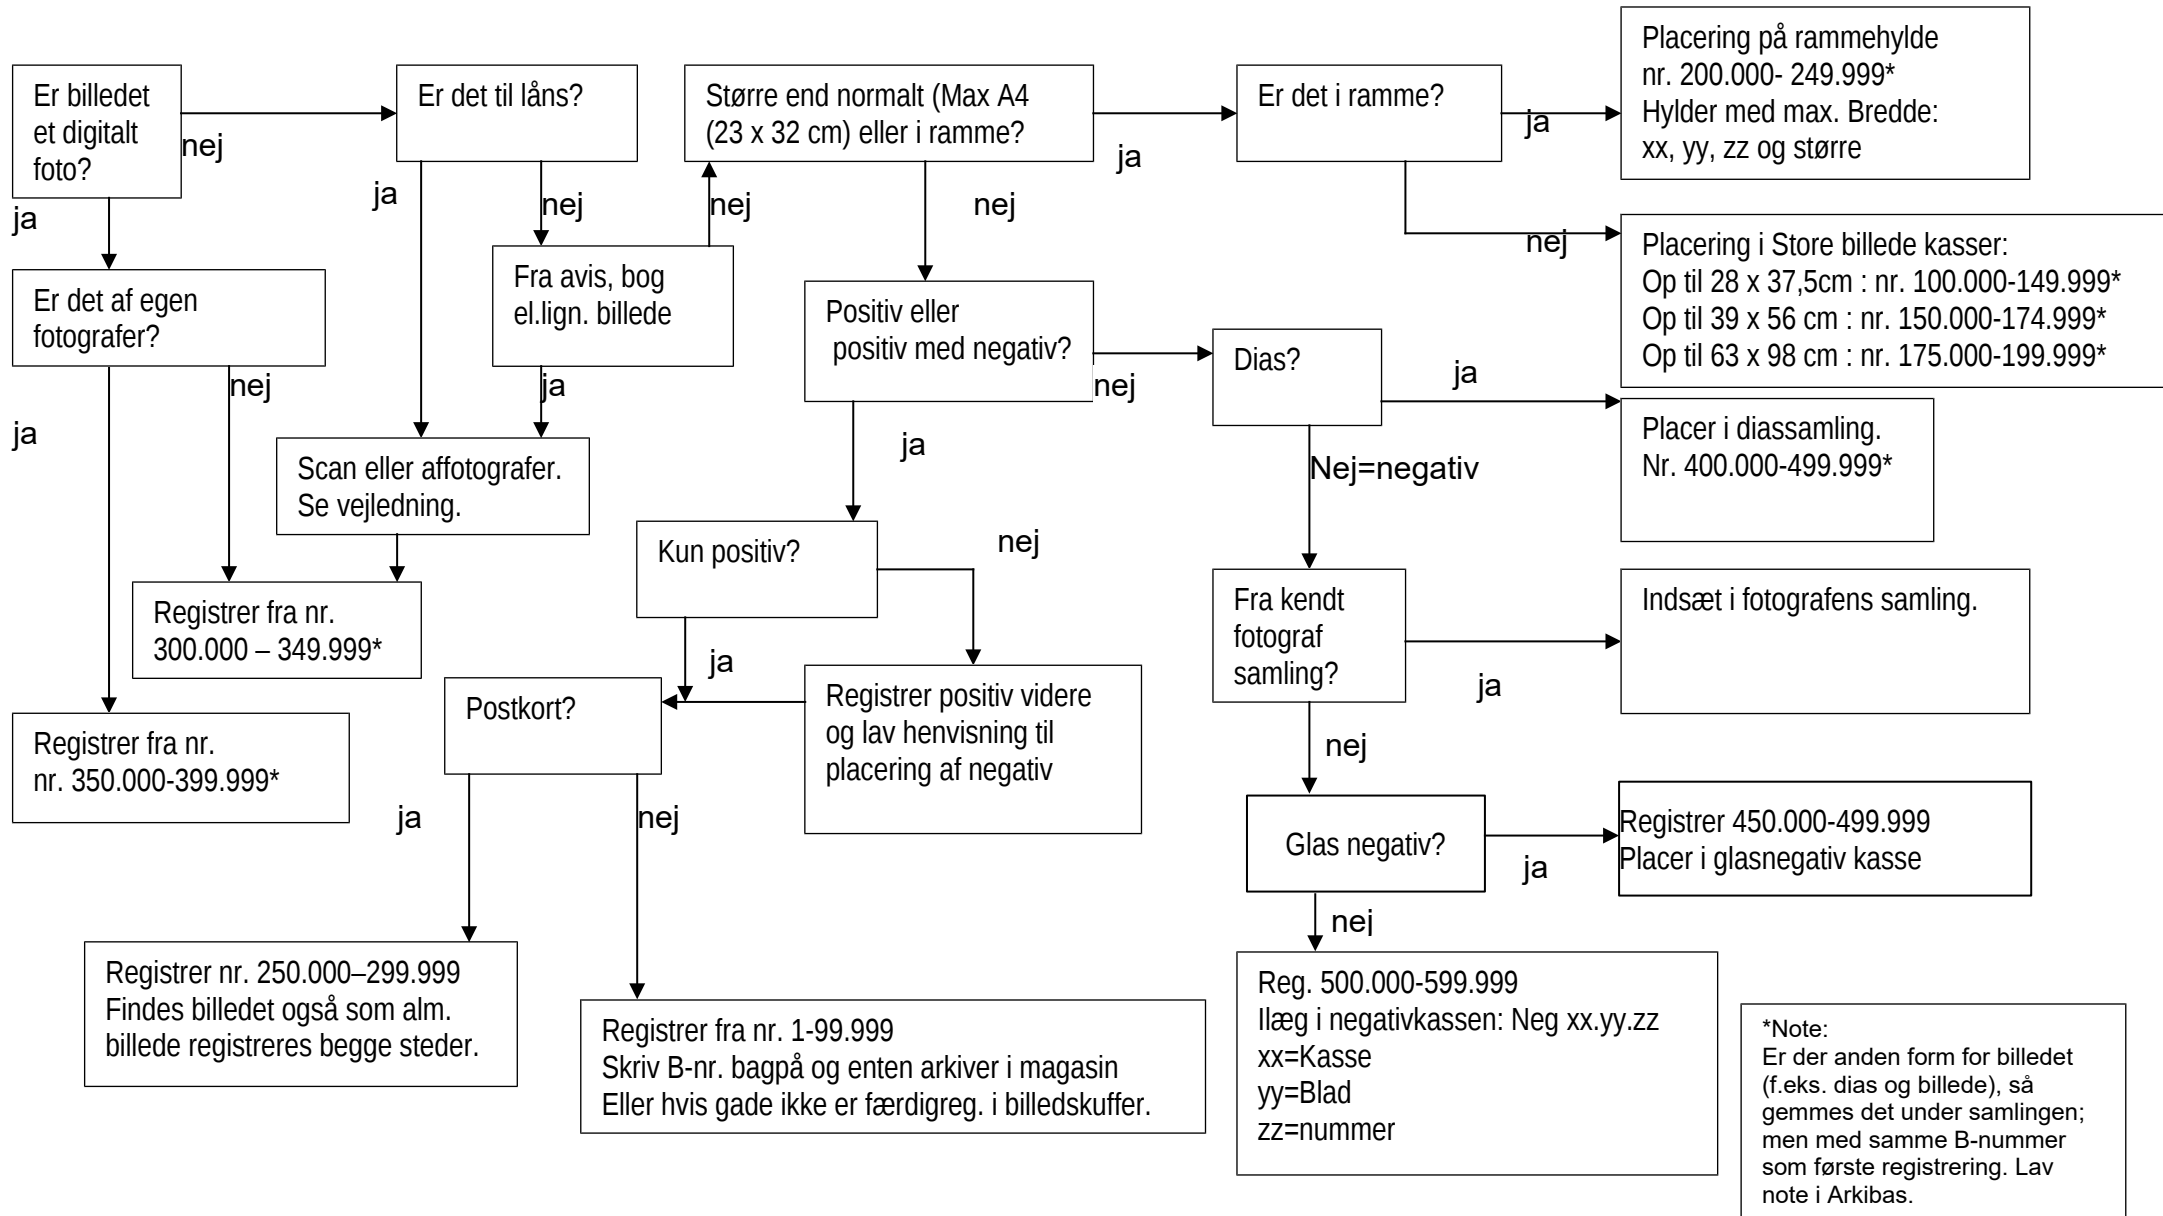 Er billedet
et digitalt
foto?
nej
ja
Er det til låns?
ja
nej
Større end normalt (Max A4
(23 x 32 cm) eller i ramme?
nej
nej
ja
Er det i ramme?
ja
nej
Placering på rammehylde
nr. 200.000- 249.999*
Hylder med max. Bredde:
xx, yy, zz og større
Placering i Store billede kasser:
Op til 28 x 37,5cm : nr. 100.000-149.999*
Op til 39 x 56 cm : nr. 150.000-174.999*
Op til 63 x 98 cm : nr. 175.000-199.999*
Er det af egen
fotografer?
nej
ja
Fra avis, bog
el.lign. billede
ja
Positiv eller
positiv med negativ?
nej
ja
Dias?
ja
Nej=negativ
Placer i diassamling.
Nr. 400.000-499.999*
Scan eller affotografer.
Se vejledning.
Registrer fra nr.
300.000 – 349.999*
Registrer fra nr.
nr. 350.000-399.999*
Kun positiv?
nej
ja
Registrer positiv videre
og lav henvisning til
placering af negativ
Postkort?
ja
nej
Fra kendt
fotograf
samling?
ja
nej
Indsæt i fotografens samling.
Glas negativ?
ja
nej
Registrer 450.000-499.999
Placer i glasnegativ kasse
Registrer nr. 250.000–299.999
Findes billedet også som alm.
billede registreres begge steder.
Registrer fra nr. 1-99.999
Skriv B-nr. bagpå og enten arkiver i magasin
Eller hvis gade ikke er færdigreg. i billedskuffer.
Reg. 500.000-599.999
Ilæg i negativkassen: Neg xx.yy.zz
xx=Kasse
yy=Blad
zz=nummer
*Note:
Er der anden form for billedet
(f.eks. dias og billede), så
gemmes det under samlingen;
men med samme B-nummer
som første registrering. Lav
note i Arkibas.